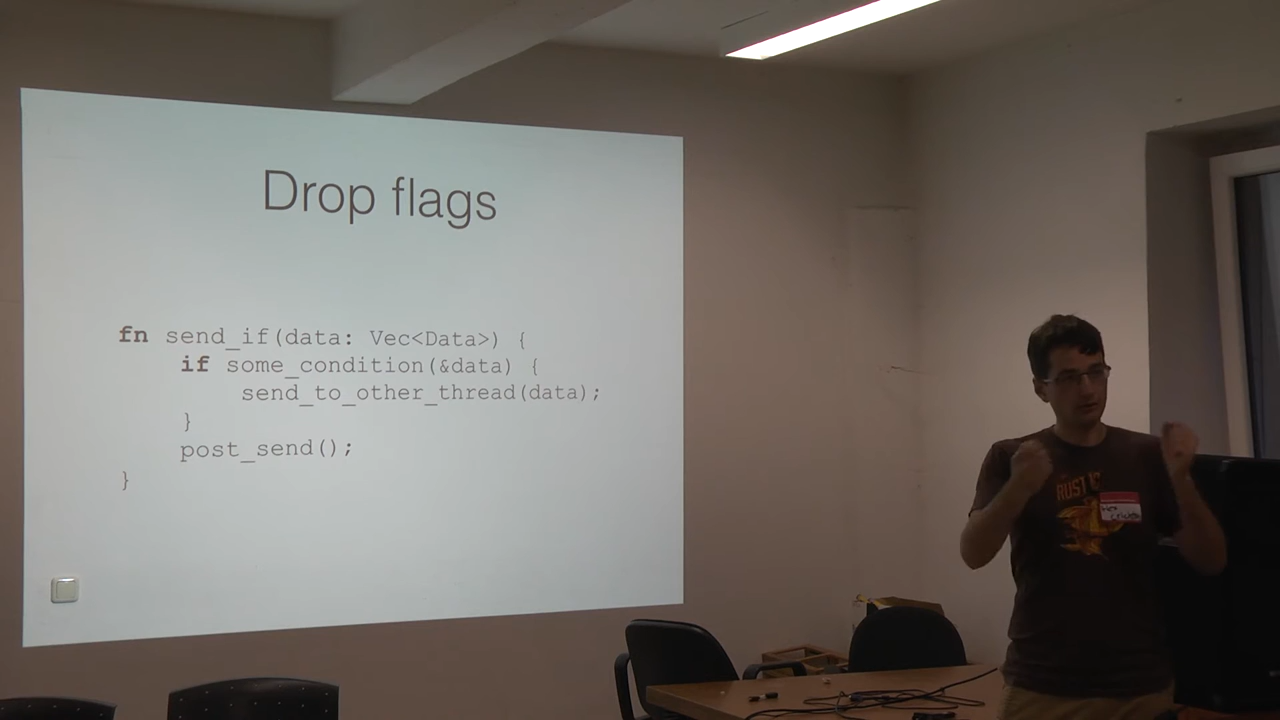 Drop flags
fn send_if(data: Vec<Data>) {
if some_condition(&data) {
send_to_other_thread(data);
}
post_send();
}
RUST